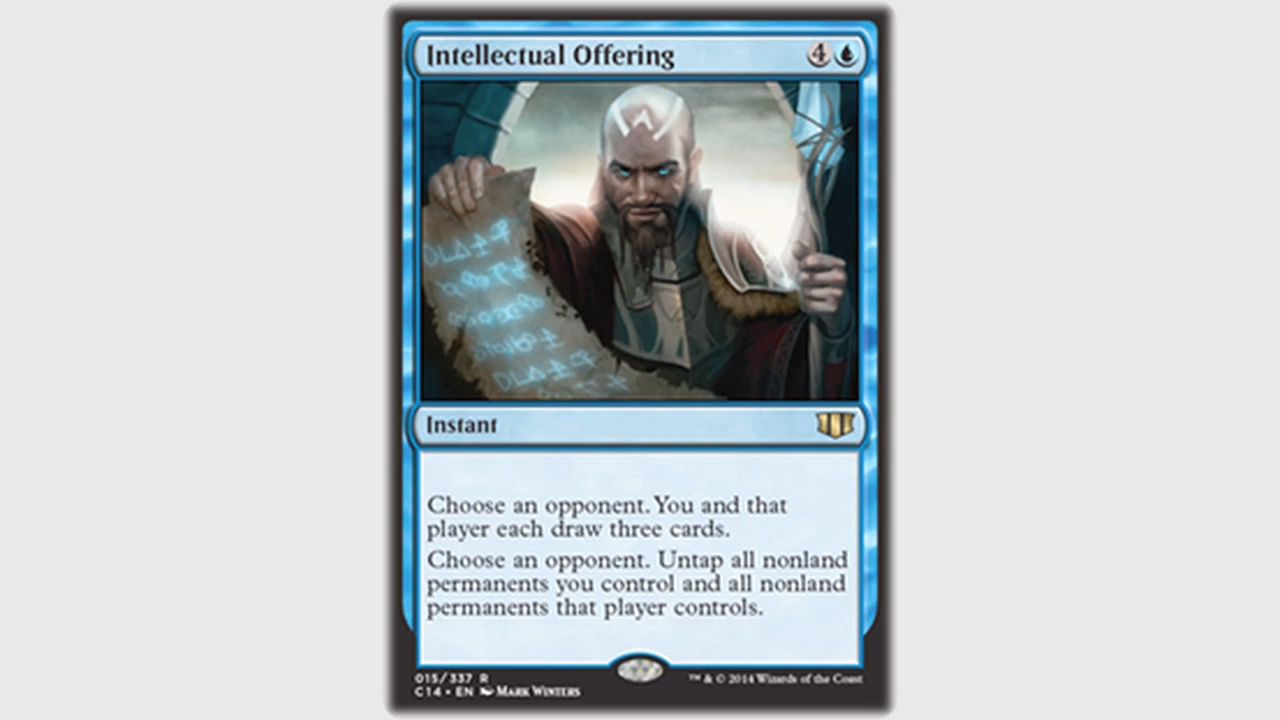 Intellectual Offering 4
Instant
Choose an opponent. You and that
player each draw three cards.
Choose an opponent. Untap all nonland
permanents you control and all nonland
permanents that player controls.
015/337 R
C14 • EN Mark Winters
™ & © 2014 Wizards of the Coast